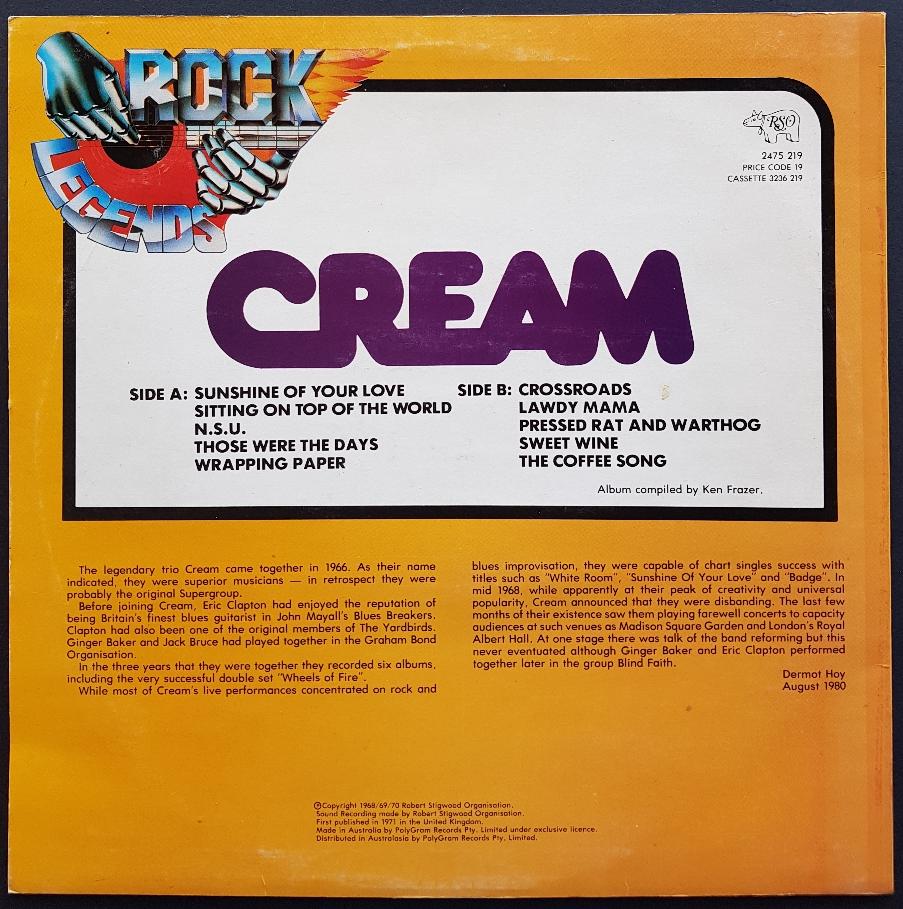 ROCK
LEGENDS
RSO
2475 219
PRICE CODE 19
CASSETTE 3236 219
CREAM
SIDE A: SUNSHINE OF YOUR LOVE
SITTING ON TOP OF THE WORLD
N.S.U.
THOSE WERE THE DAYS
WRAPPING PAPER
SIDE B: CROSSROADS
LAWDY MAMA
PRESSED RAT AND WARTHOG
SWEET WINE
THE COFFEE SONG
Album compiled by Ken Frazer.
The legendary trio Cream came together in 1966. As their name
indicated, they were superior musicians — in retrospect they were
probably the original Supergroup.
Before joining Cream, Eric Clapton had enjoyed the reputation of
being Britain's finest blues guitarist in John Mayall's Blues Breakers.
Clapton had also been one of the original members of The Yardbirds.
Ginger Baker and Jack Bruce had played together in the Graham Bond
Organisation.
In the three years that they were together they recorded six albums,
including the very successful double set "Wheels of Fire".
While most of Cream's live performances concentrated on rock and
blues improvisation, they were capable of chart singles success with
titles such as "White Room", "Sunshine Of Your Love" and "Badge". In
mid 1968, while apparently at their peak of creativity and universal
popularity, Cream announced that they were disbanding. The last few
months of their existence saw them playing farewell concerts to capacity
audiences at such venues as Madison Square Garden and London's Royal
Albert Hall. At one stage there was talk of the band reforming but this
never eventuated although Ginger Baker and Eric Clapton performed
together later in the group Blind Faith.
Dermot Hoy
August 1980
Ⓟ Copyright 1968/69/70 Robert Stigwood Organisation.
Sound Recording made by Robert Stigwood Organisation.
First published in 1971 in the United Kingdom.
Made in Australia by PolyGram Records Pty. Limited under exclusive licence.
Distributed in Australasia by PolyGram Records Pty. Limited.